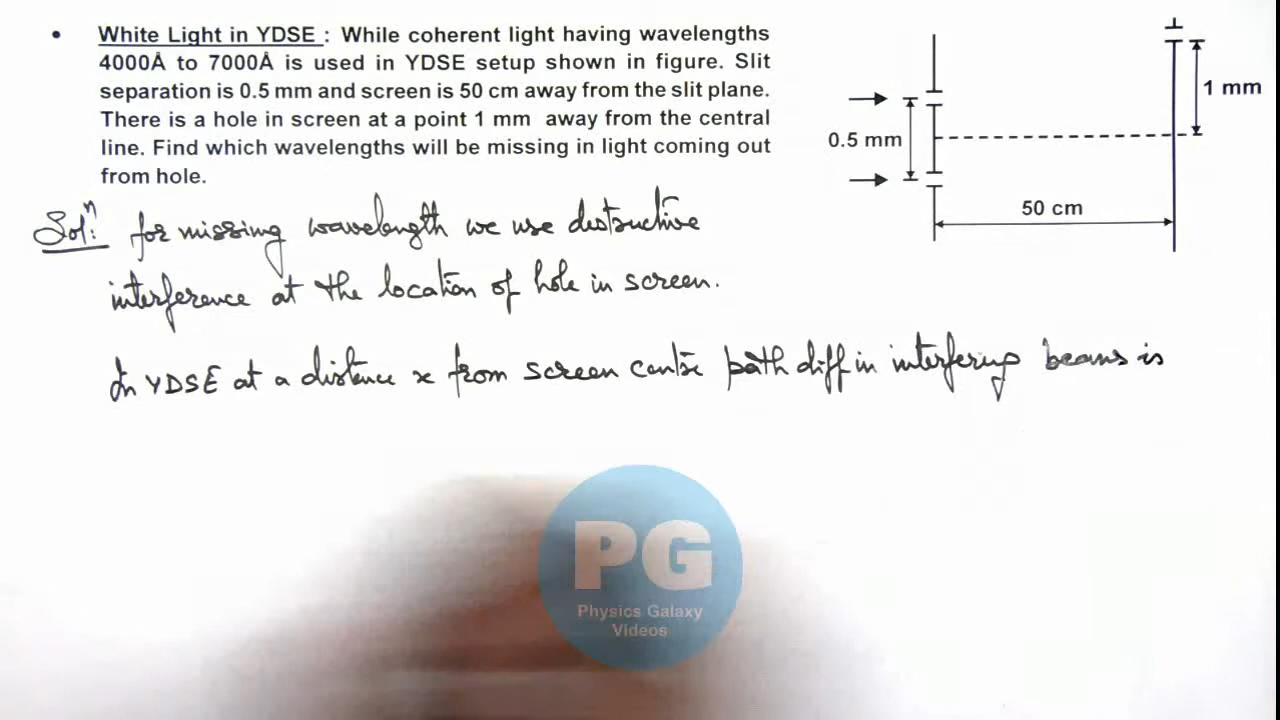 • White Light in YDSE : While coherent light having wavelengths
4000Å to 7000Å is used in YDSE setup shown in figure. Slit
separation is 0.5 mm and screen is 50 cm away from the slit plane.
There is a hole in screen at a point 1 mm away from the central
line. Find which wavelengths will be missing in light coming out
from hole.
1 mm
0.5 mm
50 cm
Solⁿ: for missing wavelength we use destructive
interference at the location of hole in screen.
In YDSE at a distance x from screen centre path diff in interfering beams is
PG
Physics Galaxy
Videos